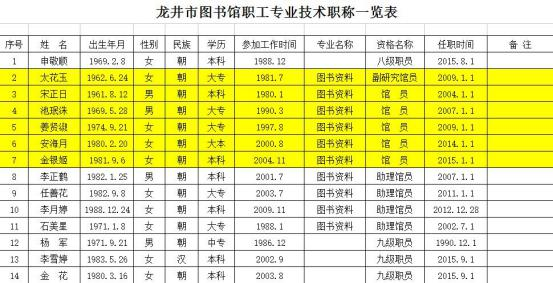 龙井市图书馆职工专业技术职称一览表
序号 姓 名 出生年月 性别 民族 学历 参加工作时间 专业名称 资格名称 任职时间 备 注
1 申敬顺 1969.2.8 女 朝 本科 1988.12 八级职员 2015.8.1
2 大花玉 1962.6.24 女 朝 大专 1981.7 图书资料 副研究馆员 2009.1.1
3 宋正日 1961.8.12 男 朝 本科 1980.1 图书资料 馆 员 2004.1.1
4 池珉洙 1969.5.28 男 朝 大专 1990.3 图书资料 馆 员 2007.1.1
5 姜贤淑 1974.9.21 女 朝 大专 1997.8 图书资料 馆 员 2009.1.1
6 安海月 1980.2.20 女 朝 大本 2000.8 图书资料 馆 员 2014.1.1
7 金银姬 1981.9.6 女 朝 本科 2004.11 图书资料 馆 员 2015.1.1
8 李正鹤 1982.1.25 男 朝 本科 2001.7 图书资料 助理馆员 2007.1.1
9 任善花 1982.9.8 女 朝 大专 2003.7 图书资料 助理馆员 2011.1.1
10 李月婷 1988.12.24 女 朝 本科 2009.11 图书资料 助理馆员 2012.12.28
11 石美星 1971.1.8 女 朝 大专 1988.1 图书资料 助理馆员 2002.7.1
12 杨 军 1971.9.21 男 朝 中专 1986.12 九级职员 1990.12.1
13 李雪婷 1983.5.26 女 汉 本科 2002.9 九级职员 2015.9.1
14 金 花 1980.3.16 女 朝 本科 2003.8 九级职员 2015.9.1